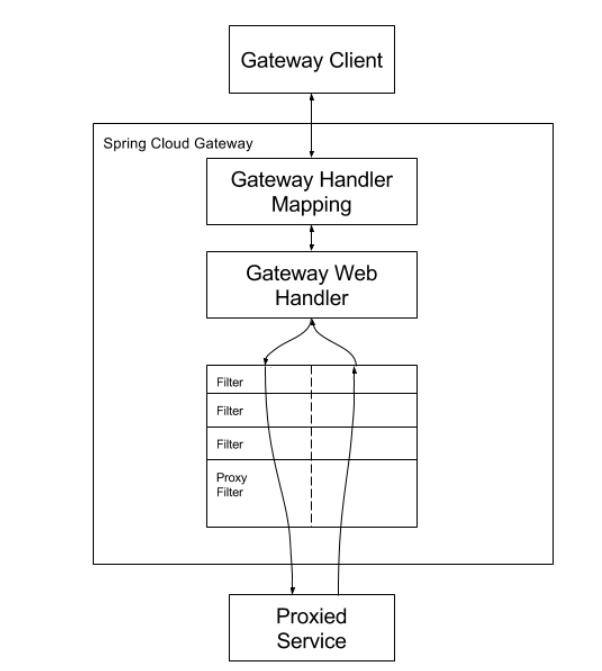 Gateway Client
Spring Cloud Gateway
Gateway Handler
Mapping
Gateway Web
Handler
Filter
Filter
Filter
Proxy
Filter
Proxied
Service